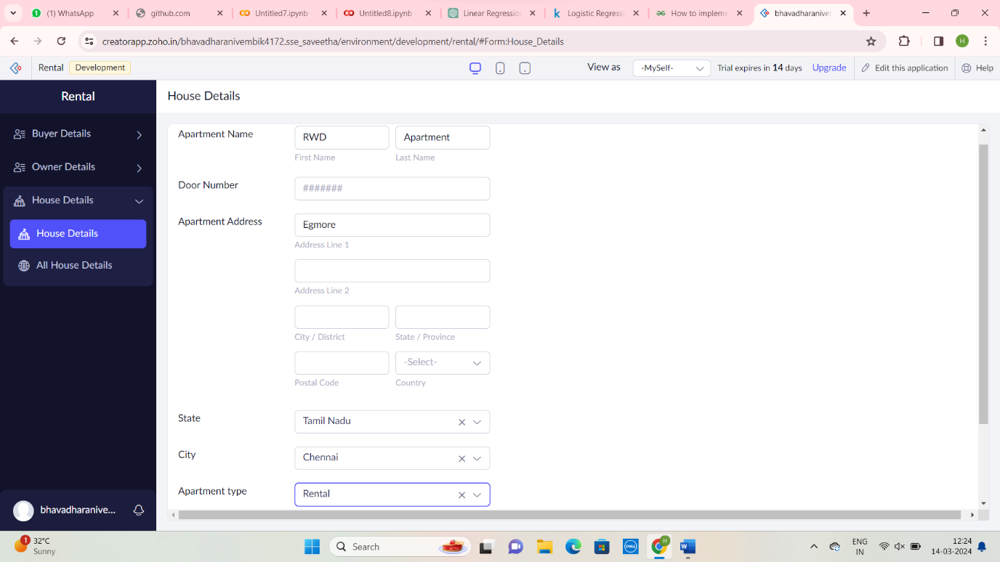 (1) WhatsApp
github.com
Untitled7.ipynb
Untitled8.ipynb
Linear Regression
Logistic Regressi
How to impleme
bhavadharaniver
creatorapp.zoho.in/bhavadharanivembik4172.sse_saveetha/environment/development/rental/#Form:House_Details
H
Rental
Development
View as
-MySelf-
Trial expires in 14 days
Upgrade
Edit this application
Help
Rental
House Details
Buyer Details
Owner Details
House Details
House Details
All House Details
Apartment Name
RWD
Apartment
First Name
Last Name
Door Number
#######
Apartment Address
Egmore
Address Line 1
Address Line 2
City / District
State / Province
-Select-
Postal Code
Country
State
Tamil Nadu
City
Chennai
Apartment type
Rental
bhavadharanive...
1
32°C
Sunny
Search
DELL
H
W
ENG
IN
12:24
14-03-2024